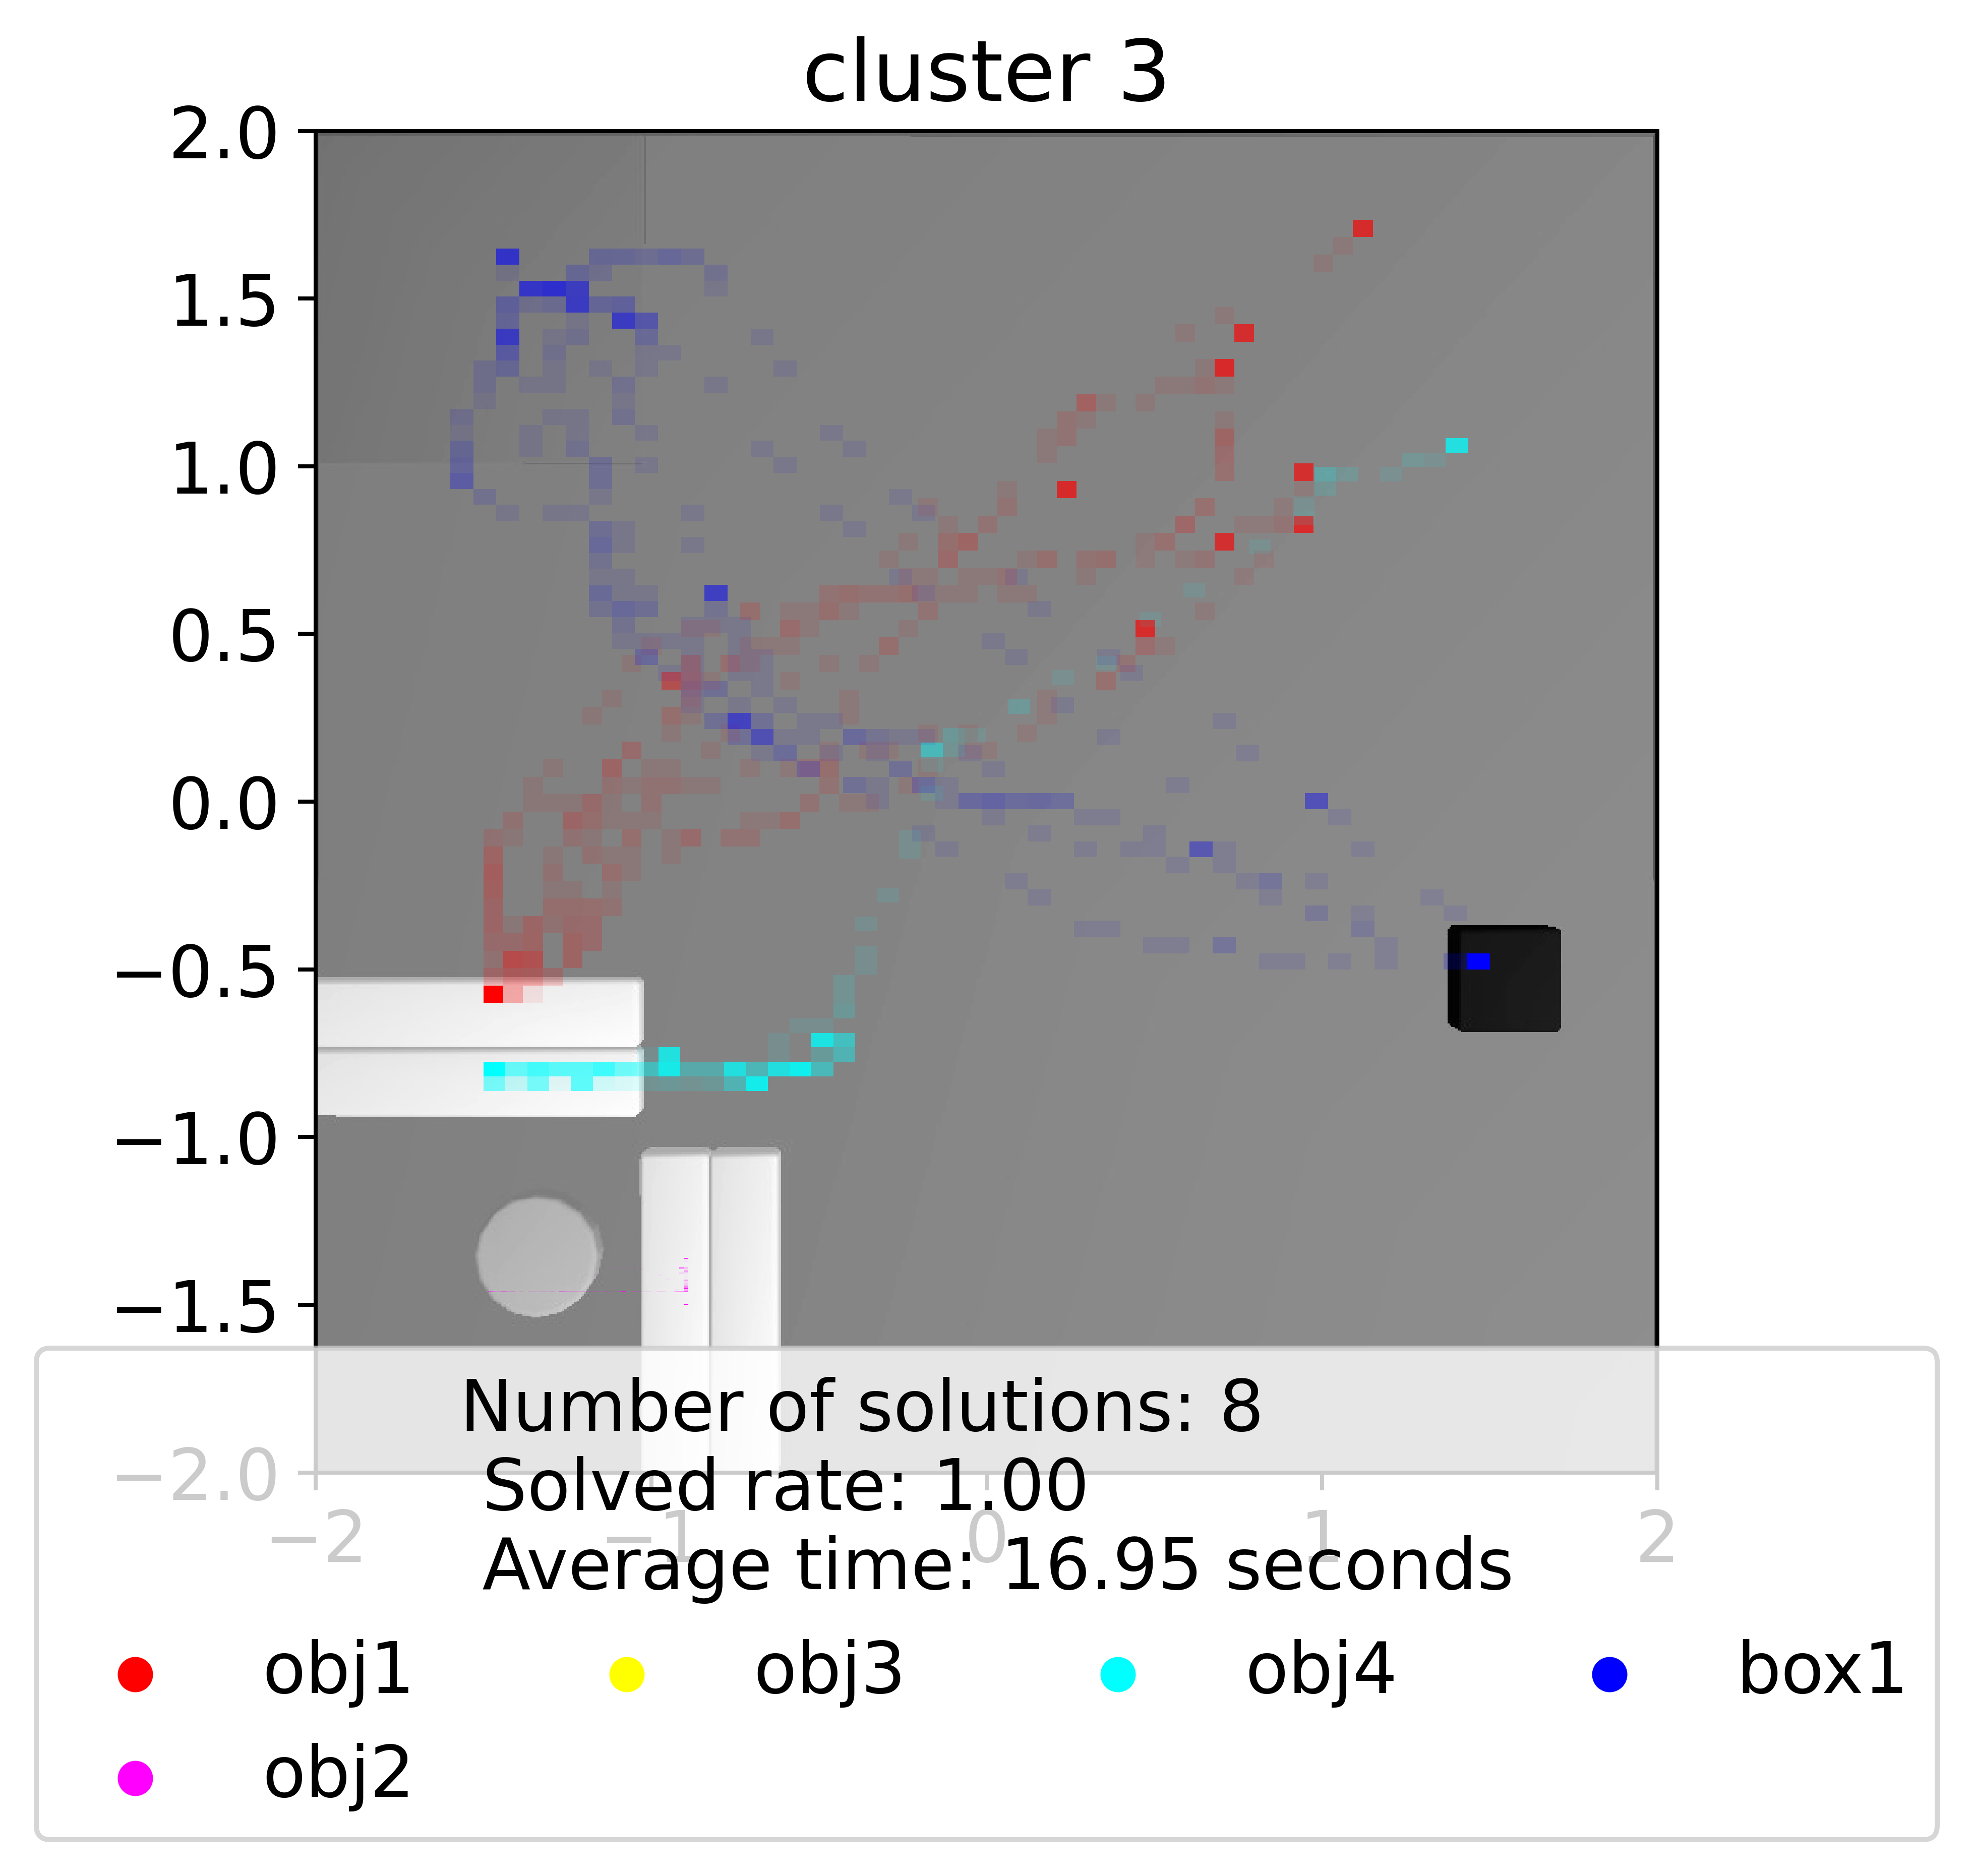 cluster 3
2.0
1.5
1.0
0.5
0.0
−0.5
−1.0
−1.5
−2.0
−2 −1 0 1 2
Number of solutions: 8
Solved rate: 1.00
Average time: 16.95 seconds
obj1 obj3 obj4 box1
obj2